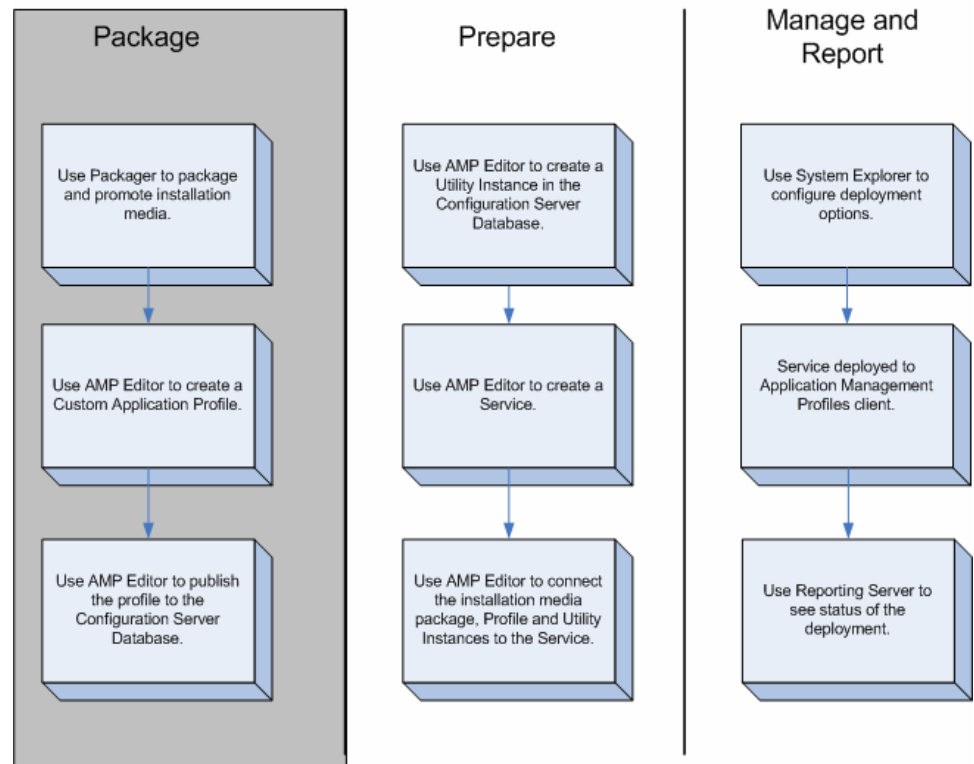 Package
Use Packager to package
and promote installation
media.
Use AMP Editor to create a
Custom Application Profile.
Use AMP Editor to publish
the profile to the
Configuration Server
Database.
Prepare
Use AMP Editor to create a
Utility Instance in the
Configuration Server
Database.
Use AMP Editor to create a
Service.
Use AMP Editor to connect
the installation media
package, Profile and Utility
Instances to the Service.
Manage and
Report
Use System Explorer to
configure deployment
options.
Service deployed to
Application Management
Profiles client.
Use Reporting Server to
see status of the
deployment.